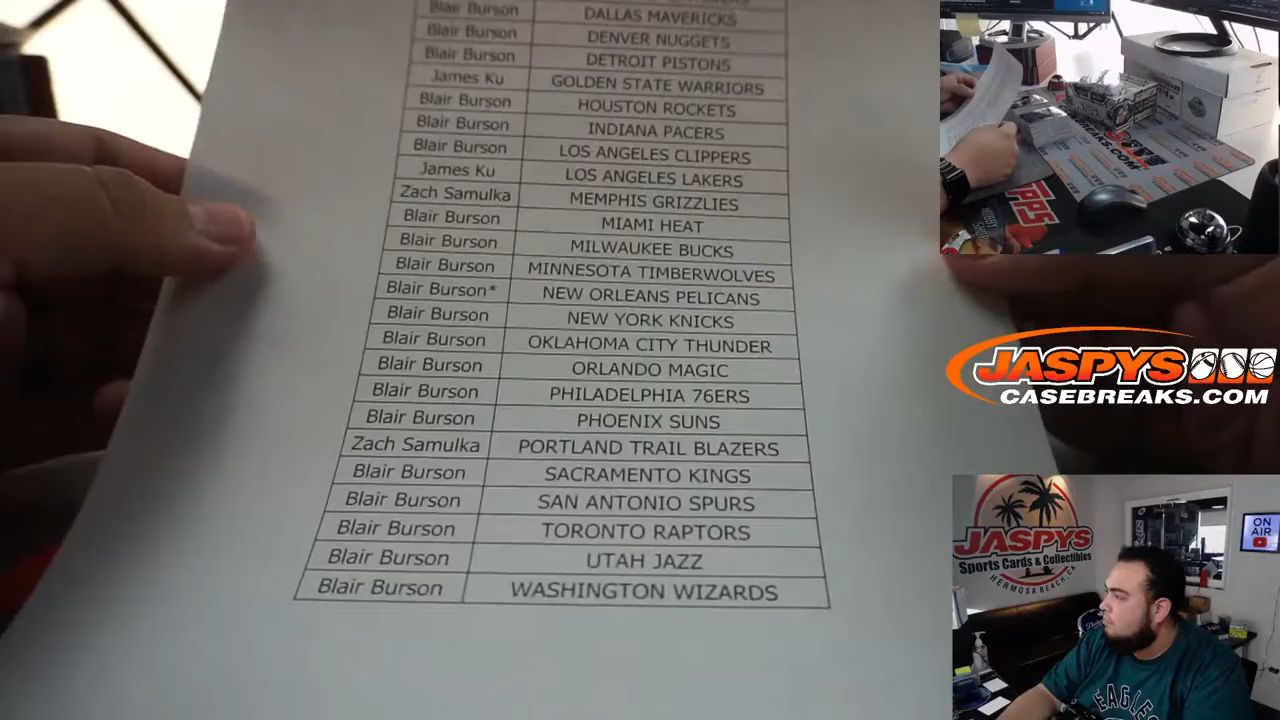 Blair Burson DALLAS MAVERICKS
Blair Burson DENVER NUGGETS
Blair Burson DETROIT PISTONS
James Ku GOLDEN STATE WARRIORS
Blair Burson HOUSTON ROCKETS
Blair Burson INDIANA PACERS
Blair Burson LOS ANGELES CLIPPERS
James Ku LOS ANGELES LAKERS
Zach Samulka MEMPHIS GRIZZLIES
Blair Burson MIAMI HEAT
Blair Burson MILWAUKEE BUCKS
Blair Burson MINNESOTA TIMBERWOLVES
Blair Burson* NEW ORLEANS PELICANS
Blair Burson NEW YORK KNICKS
Blair Burson OKLAHOMA CITY THUNDER
Blair Burson ORLANDO MAGIC
Blair Burson PHILADELPHIA 76ERS
Blair Burson PHOENIX SUNS
Zach Samulka PORTLAND TRAIL BLAZERS
Blair Burson SACRAMENTO KINGS
Blair Burson SAN ANTONIO SPURS
Blair Burson TORONTO RAPTORS
Blair Burson UTAH JAZZ
Blair Burson WASHINGTON WIZARDS
TOPPS
JASPYS
CASEBREAKS.COM
JASPYS
Sports Cards & Collectibles
HERMOSA BEACH, CA
ON
AIR
EAGLES